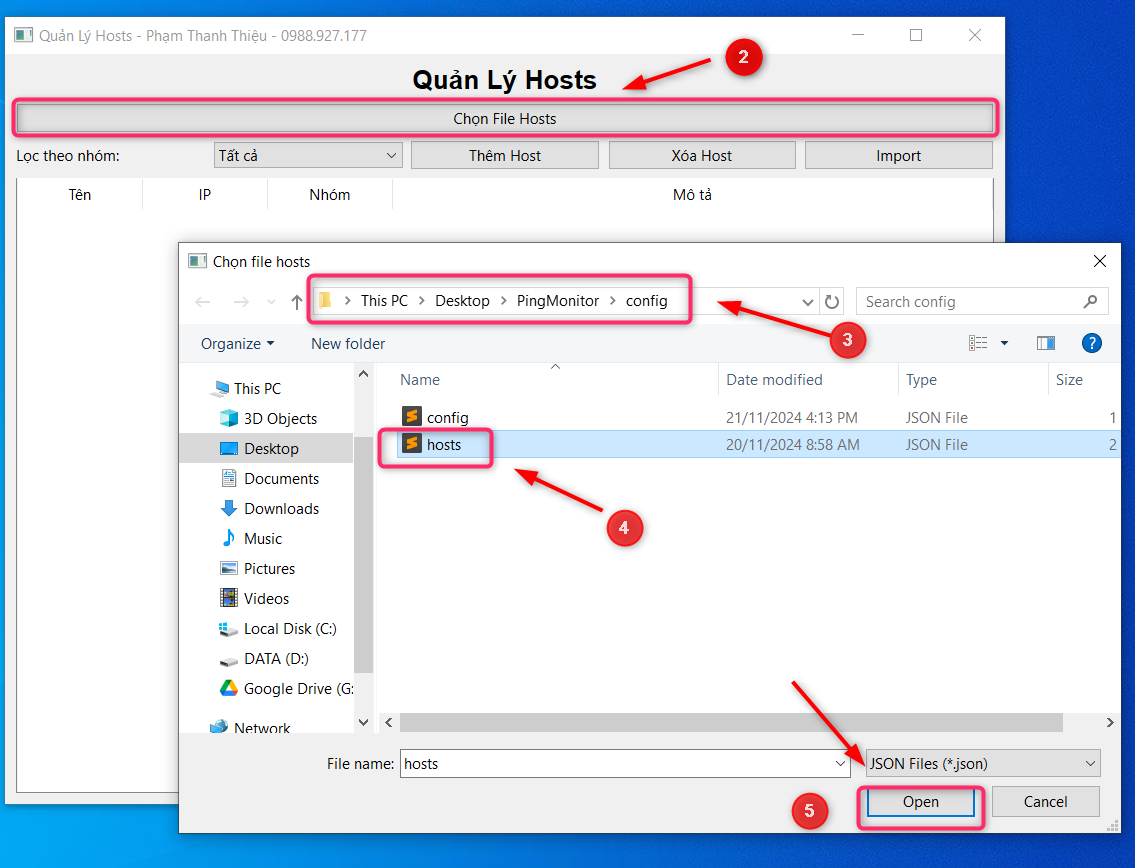 Quản Lý Hosts - Phạm Thanh Thiệu - 0988.927.177
2
Quản Lý Hosts
Chọn File Hosts
Lọc theo nhóm: Tất cả Thêm Host Xóa Host Import
Tên IP Nhóm Mô tả
Chọn file hosts
This PC Desktop PingMonitor config Search config
3
Organize New folder ?
Name Date modified Type Size
This PC
3D Objects
Desktop
Documents
Downloads
Music
Pictures
Videos
Local Disk (C:)
DATA (D:)
Google Drive (G:
Network
config 21/11/2024 4:13 PM JSON File 1
hosts 20/11/2024 8:58 AM JSON File 2
4
File name: hosts JSON Files (*.json)
5
Open Cancel